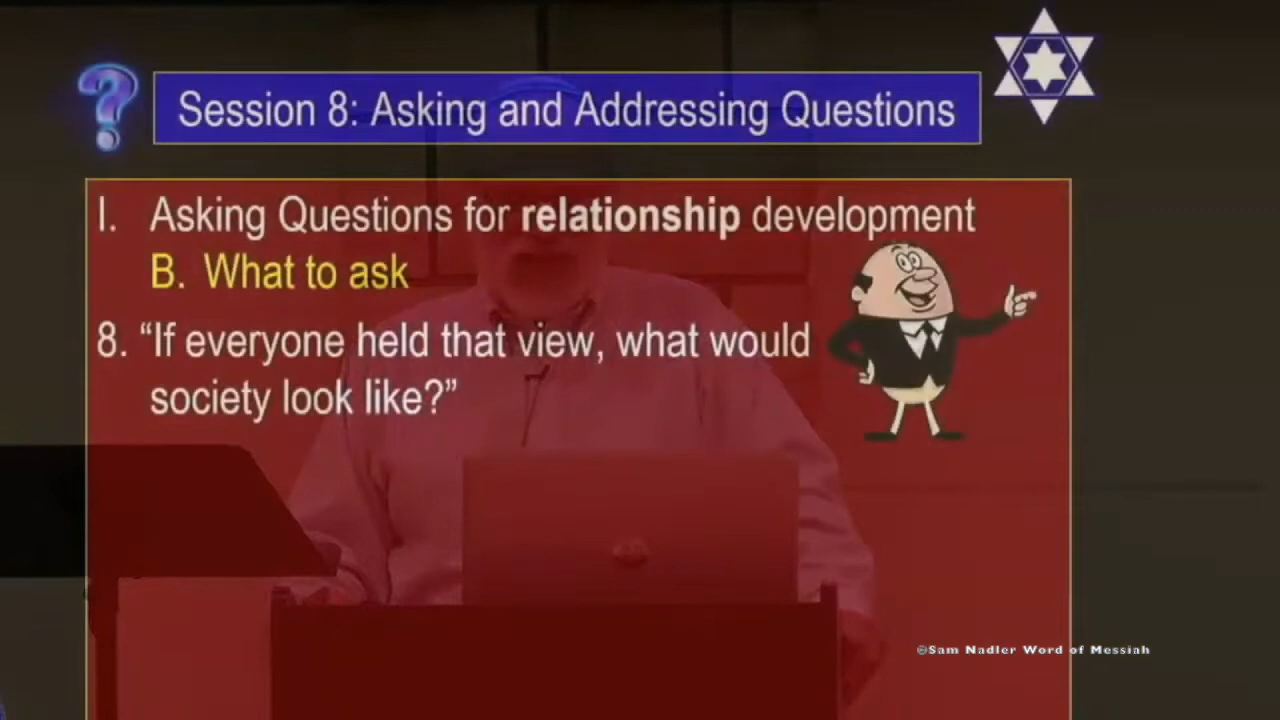 Session 8: Asking and Addressing Questions
I. Asking Questions for relationship development
B. What to ask
8. “If everyone held that view, what would
society look like?”
©Sam Nadler Word of Messiah